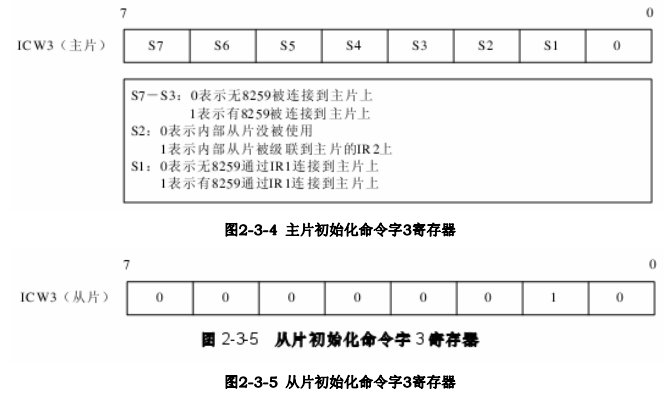 7 0
ICW3（主片） S7 S6 S5 S4 S3 S2 S1 0
S7－S3：0表示无8259被连接到主片上
1表示有8259被连接到主片上
S2：0表示内部从片没被使用
1表示内部从片被级联到主片的IR2上
S1：0表示无8259通过IR1连接到主片上
1表示有8259通过IR1连接到主片上
图2-3-4 主片初始化命令字3寄存器
7 0
ICW3（从片） 0 0 0 0 0 0 1 0
图 2-3-5 从片初始化命令字 3 寄存器
图2-3-5 从片初始化命令字3寄存器